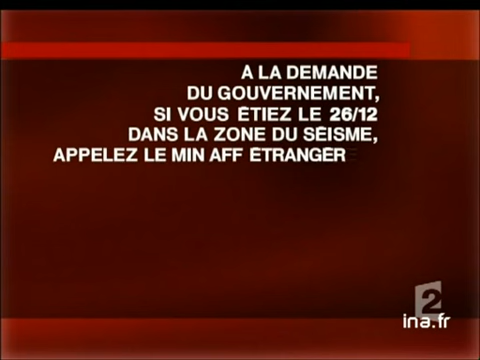 A LA DEMANDE
DU GOUVERNEMENT,
SI VOUS ÉTIEZ LE 26/12
DANS LA ZONE DU SÉISME,
APPELEZ LE MIN AFF ÉTRANGER
2
ina.fr